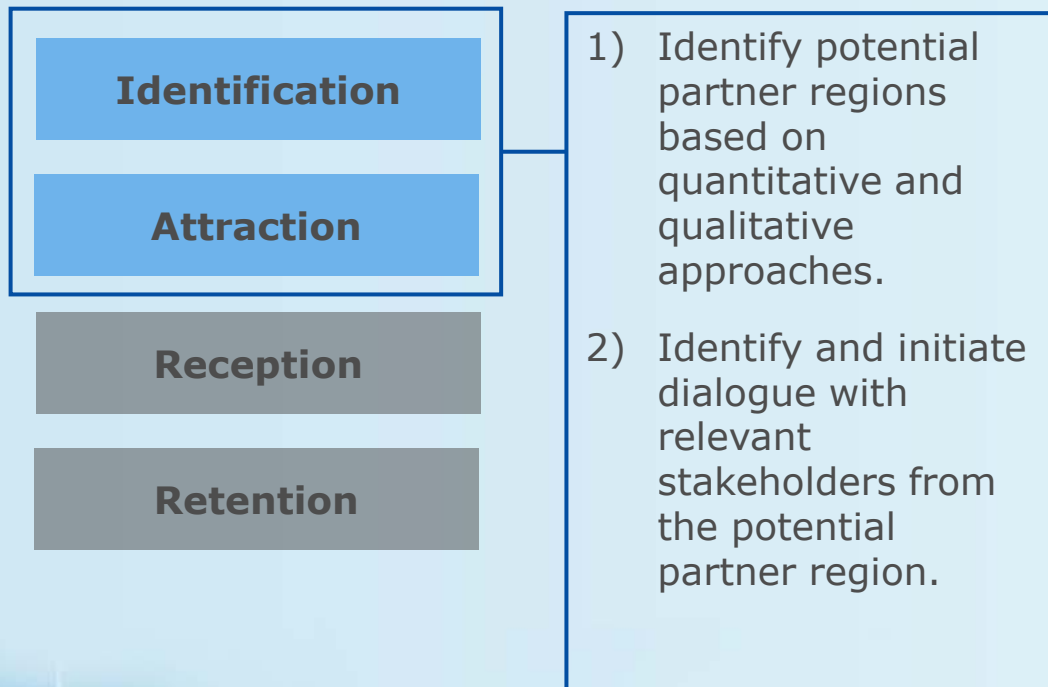 Identification
Attraction
Reception
Retention
1) Identify potential
partner regions
based on
quantitative and
qualitative
approaches.
2) Identify and initiate
dialogue with
relevant
stakeholders from
the potential
partner region.